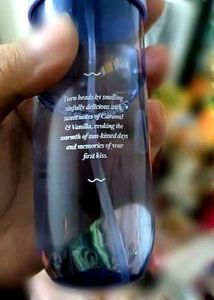 Turn heads by smelling
sinfully delicious with
sweet notes of Caramel
& Vanilla, evoking the
warmth of sun-kissed days
and memories of your
first kiss.